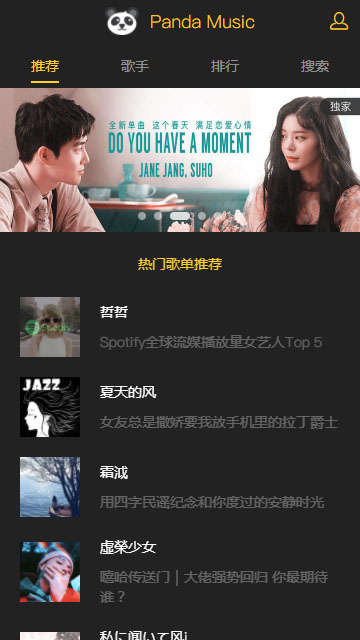 Panda Music
推荐
歌手
排行
搜索
独家
全新单曲 这个春天 满足恋爱心情
DO YOU HAVE A MOMENT
JANE JANG, SUHO
热门歌单推荐
哲哲
Spotify全球流媒播放量女艺人Top 5
JAZZ
夏天的风
女友总是撒娇要我放手机里的拉丁爵士
霜泧
用四字民谣纪念和你度过的安静时光
虚榮少女
嘻哈传送门｜大佬强势回归 你最期待
谁？
私に闻いて风i